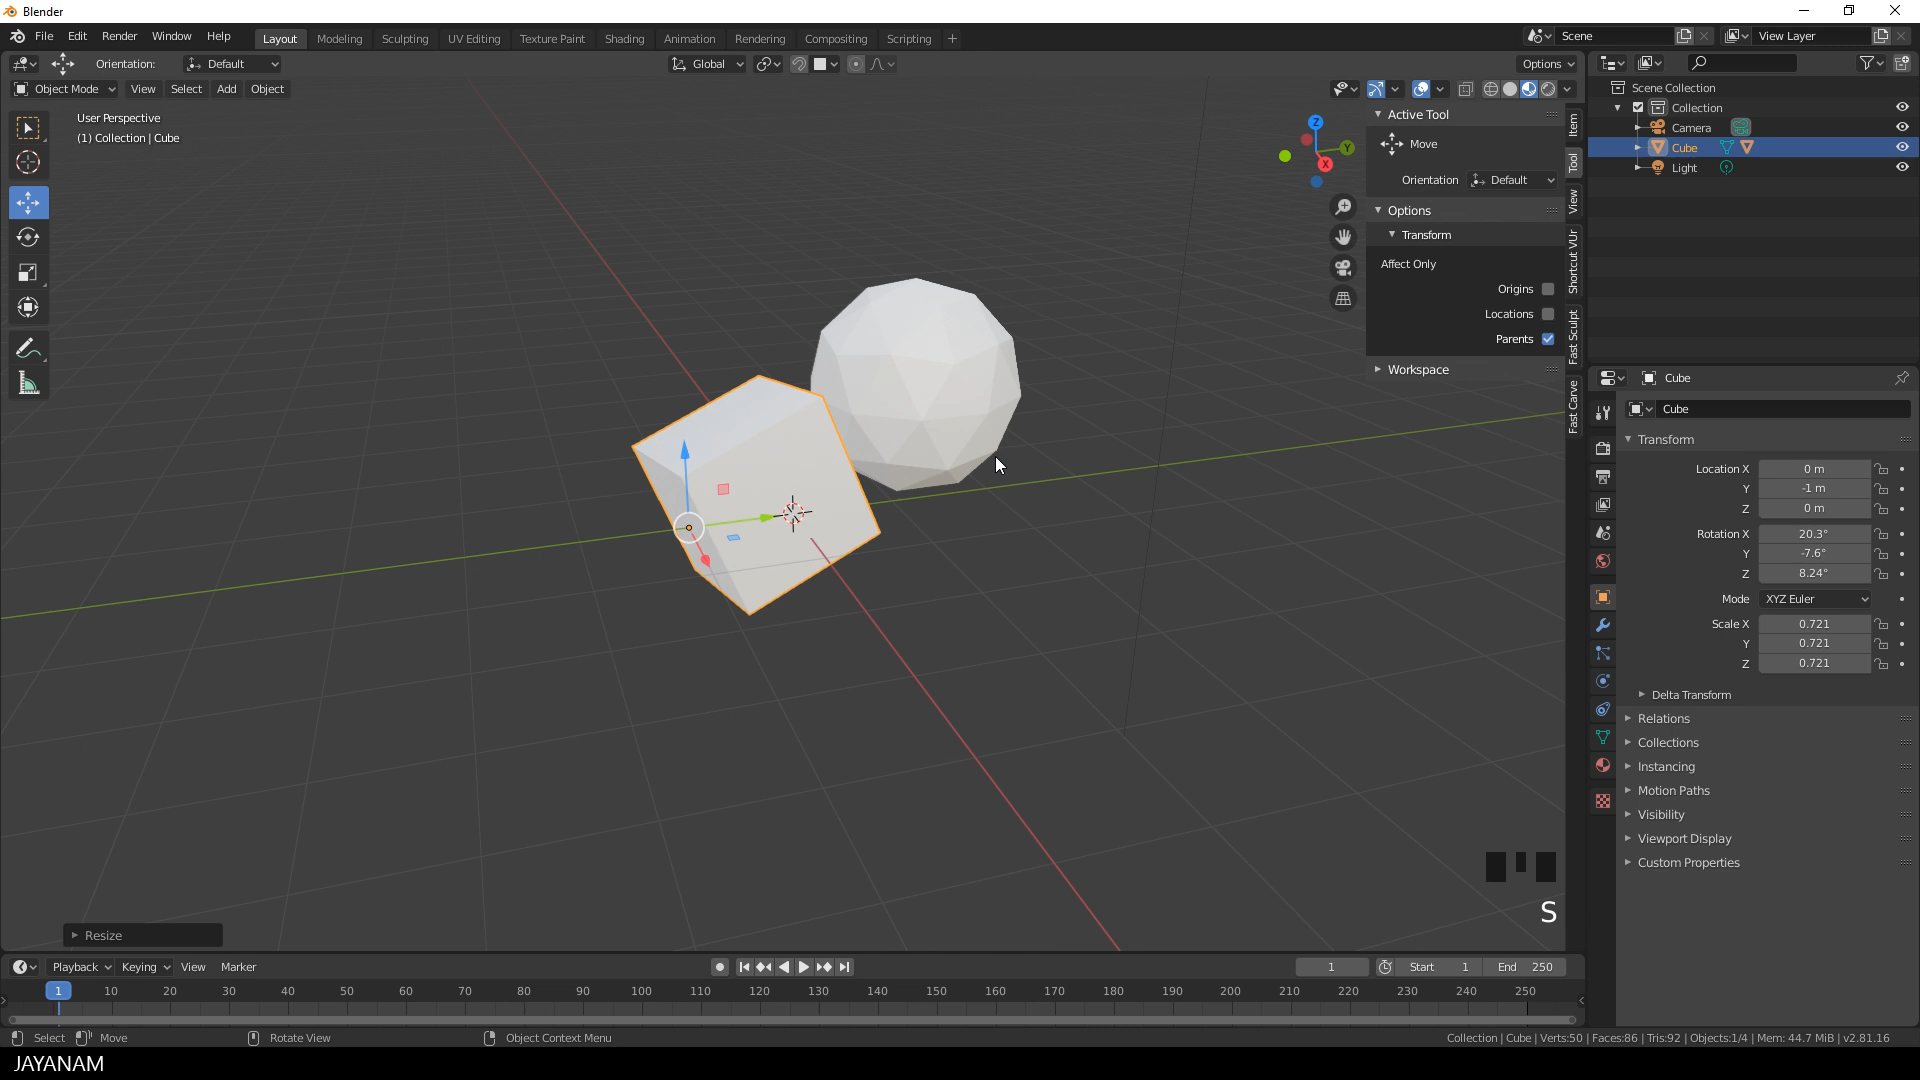 Blender
File Edit Render Window Help Layout Modeling Sculpting UV Editing Texture Paint Shading Animation Rendering Compositing Scripting + Scene View Layer
Orientation: Default Global Options
Object Mode View Select Add Object
User Perspective
(1) Collection | Cube
Z
Y
X
Active Tool
Move
Orientation Default
Options
Transform
Affect Only
Origins
Locations
Parents
Workspace
Item
Tool
View
Shortcut VUr
Fast Sculpt
Fast Carve
Scene Collection
Collection
Camera
Cube
Light
Cube
Cube
Transform
Location X 0 m
Y -1 m
Z 0 m
Rotation X 20.3°
Y -7.6°
Z 8.24°
Mode XYZ Euler
Scale X 0.721
Y 0.721
Z 0.721
Delta Transform
Relations
Collections
Instancing
Motion Paths
Visibility
Viewport Display
Custom Properties
S
Resize
Playback Keying View Marker 1 Start 1 End 250
1 10 20 30 40 50 60 70 80 90 100 110 120 130 140 150 160 170 180 190 200 210 220 230 240 250
Select Move Rotate View Object Context Menu Collection | Cube | Verts:50 | Faces:86 | Tris:92 | Objects:1/4 | Mem: 44.7 MiB | v2.81.16
JAYANAM